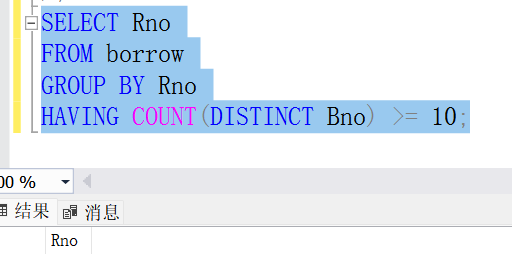 SELECT Rno
FROM borrow
GROUP BY Rno
HAVING COUNT(DISTINCT Bno) >= 10;
00 %
结果 消息
Rno